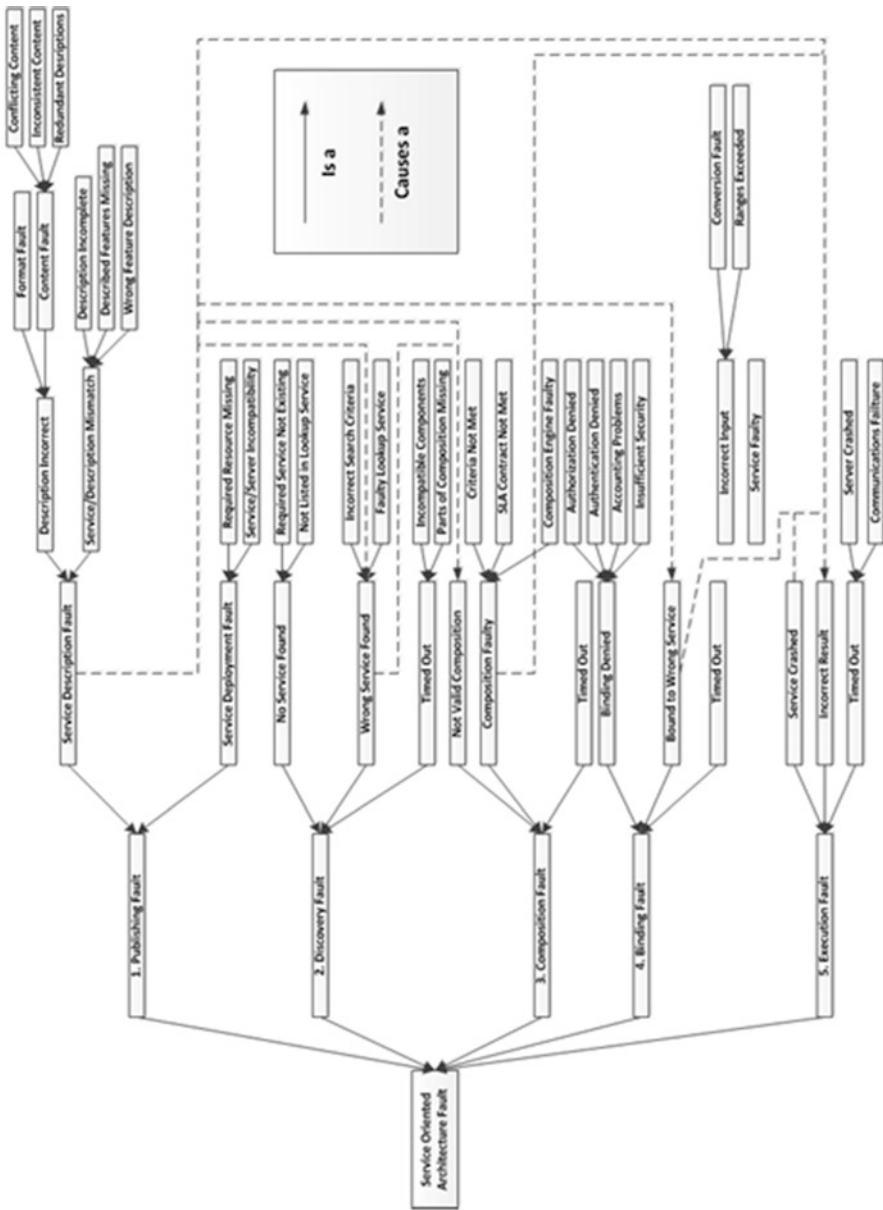 Service Oriented
Architecture Fault
1. Publishing Fault
2. Discovery Fault
3. Composition Fault
4. Binding Fault
5. Execution Fault
Service Description Fault
Service Deployment Fault
No Service Found
Wrong Service Found
Timed Out
Not Valid Composition
Composition Faulty
Timed Out
Binding Denied
Bound to Wrong Service
Timed Out
Service Crashed
Incorrect Result
Timed Out
Description Incorrect
Service/Description Mismatch
Required Resource Missing
Service/Server Incompatibility
Required Service Not Existing
Not Listed in Lookup Service
Incorrect Search Criteria
Faulty Lookup Service
Incompatible Components
Parts of Composition Missing
Criteria Not Met
SLA Contract Not Met
Composition Engine Faulty
Authorization Denied
Authentication Denied
Accounting Problems
Insufficient Security
Incorrect Input
Service Faulty
Server Crashed
Communications Failture
Format Fault
Content Fault
Description Incomplete
Described Features Missing
Wrong Feature Description
Conflicting Content
Inconsistent Content
Redundant Desriptions
Conversion Fault
Ranges Exceeded
Is a
Causes a